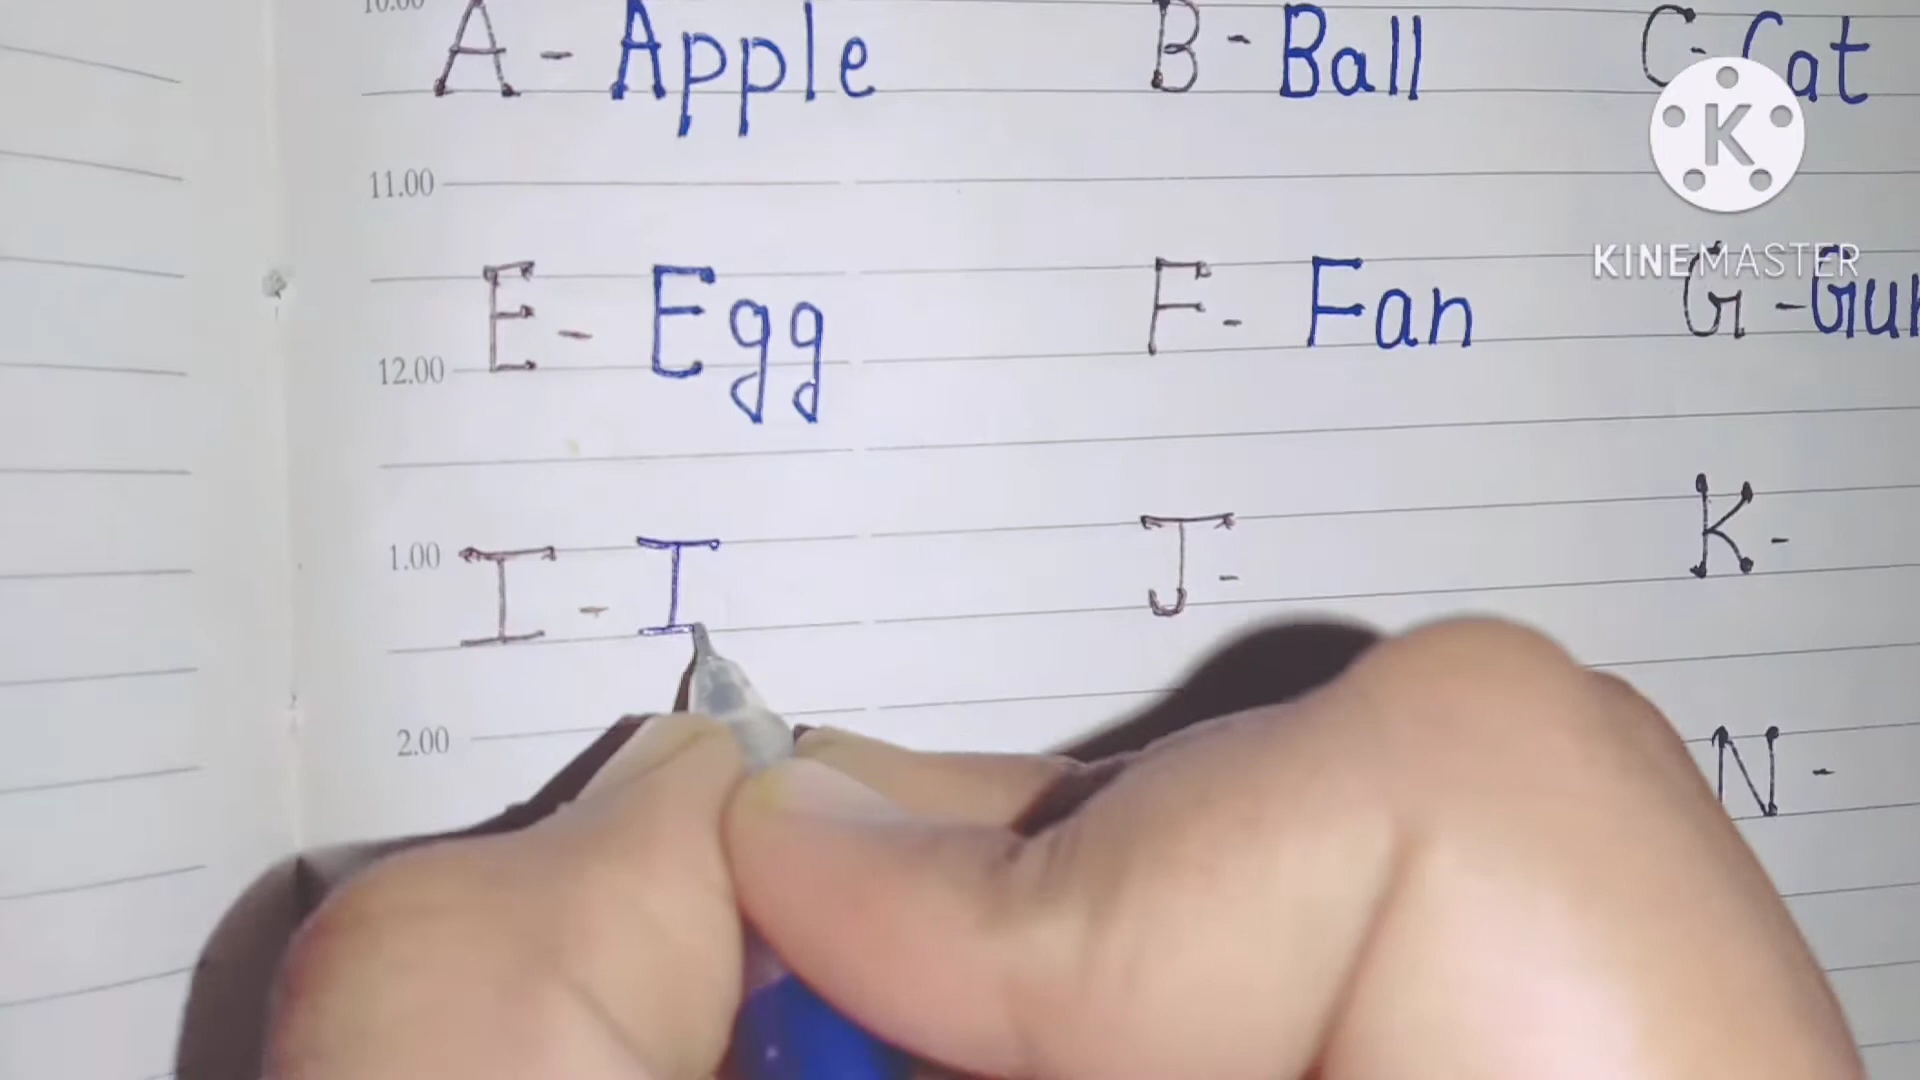 10.00 A - Apple B - Ball C - Cat
K
11.00
KINEMASTER
E - Egg F - Fan G -
12.00
1.00 I - I J - K -
2.00 N -